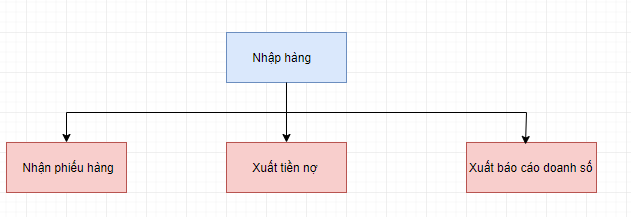 Nhập hàng
Nhận phiếu hàng
Xuất tiền nợ
Xuất báo cáo doanh số